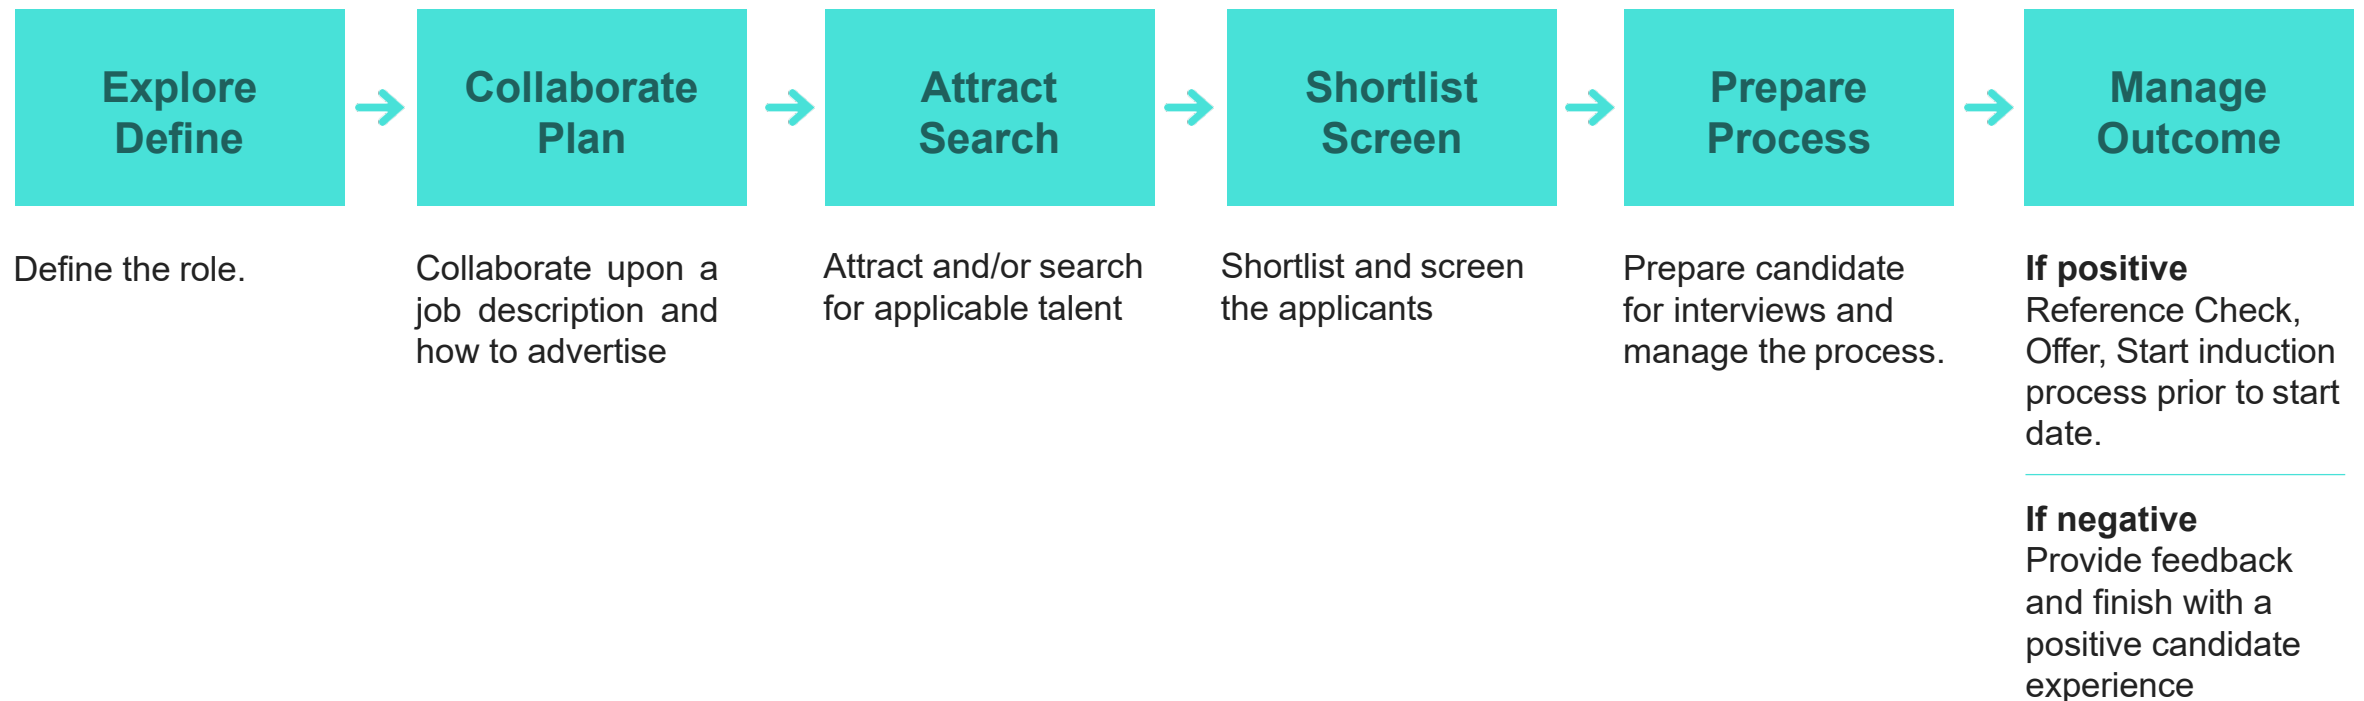 Explore
Define
Collaborate
Plan
Attract
Search
Shortlist
Screen
Prepare
Process
Manage
Outcome
Define the role.
Collaborate upon a
job description and
how to advertise
Attract and/or search
for applicable talent
Shortlist and screen
the applicants
Prepare candidate
for interviews and
manage the process.
If positive
Reference Check,
Offer, Start induction
process prior to start
date.
If negative
Provide feedback
and finish with a
positive candidate
experience